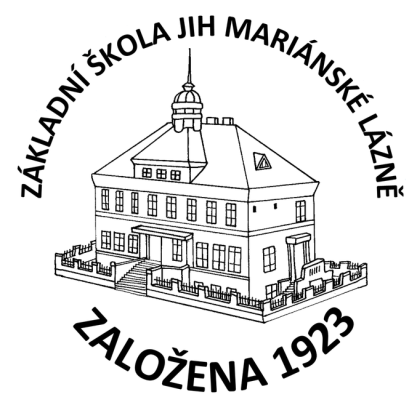 ZÁKLADNÍ ŠKOLA JIH MARIÁNSKÉ LÁZNĚ
ZALOŽENA 1923